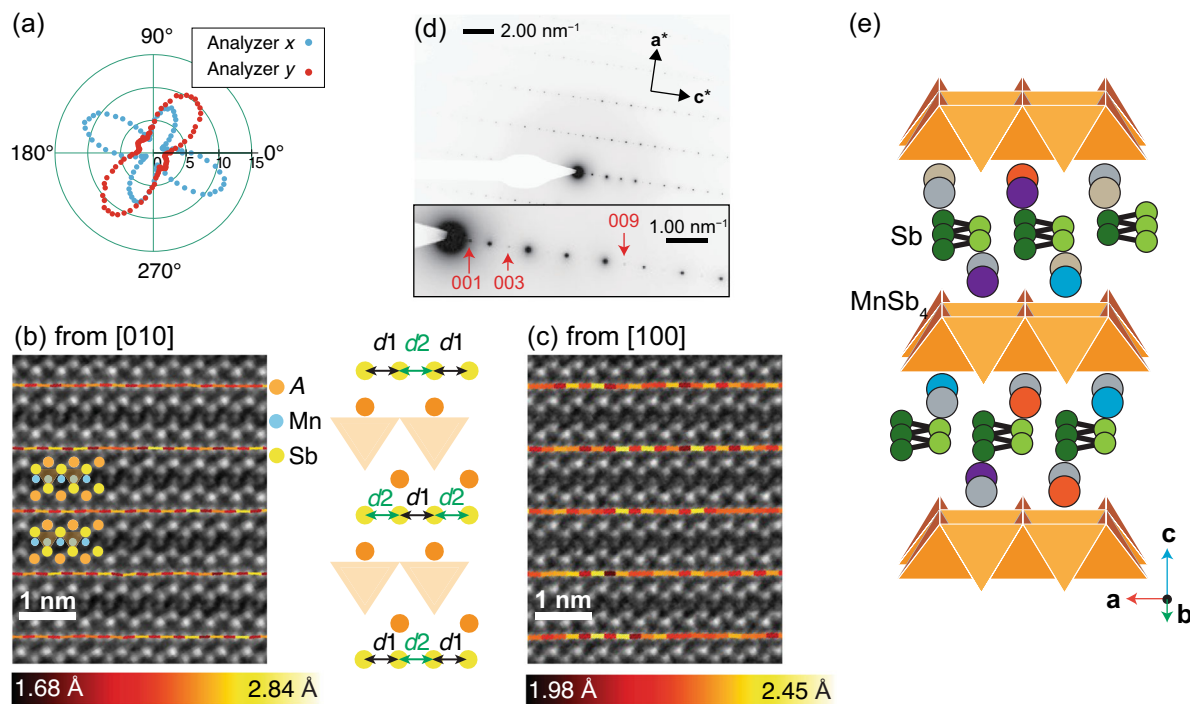 (a)
90°
Analyzer x
Analyzer y
180°
0°
0 5 10 15
270°
(d)
2.00 nm⁻¹
a*
c*
009
1.00 nm⁻¹
001
003
(e)
Sb
MnSb₄
c
a
b
(b) from [010]
A
Mn
Sb
1 nm
1.68 Å
2.84 Å
d1 d2 d1
d2 d1 d2
d1 d2 d1
(c) from [100]
1 nm
1.98 Å
2.45 Å